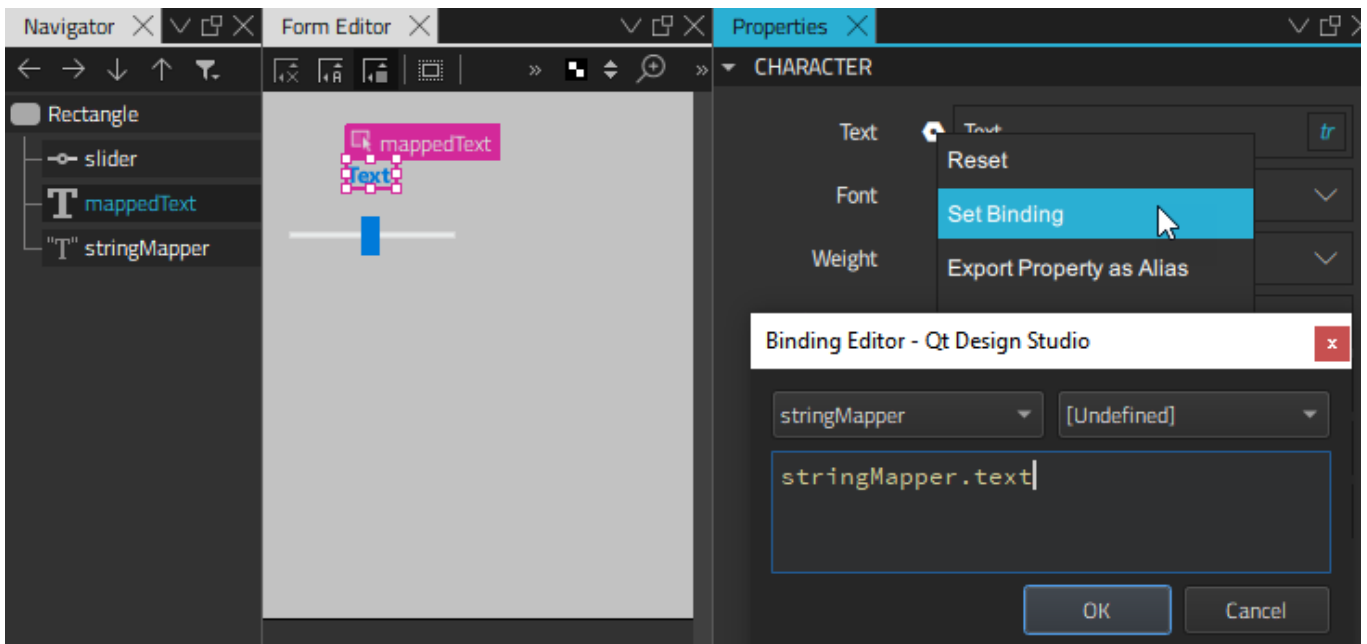 Navigator
Form Editor
Properties
CHARACTER
Rectangle
slider
T mappedText
"T" stringMapper
mappedText
Text
Text
Text
tr
Font
Weight
Reset
Set Binding
Export Property as Alias
Binding Editor - Qt Design Studio
x
stringMapper
[Undefined]
stringMapper.text
OK
Cancel